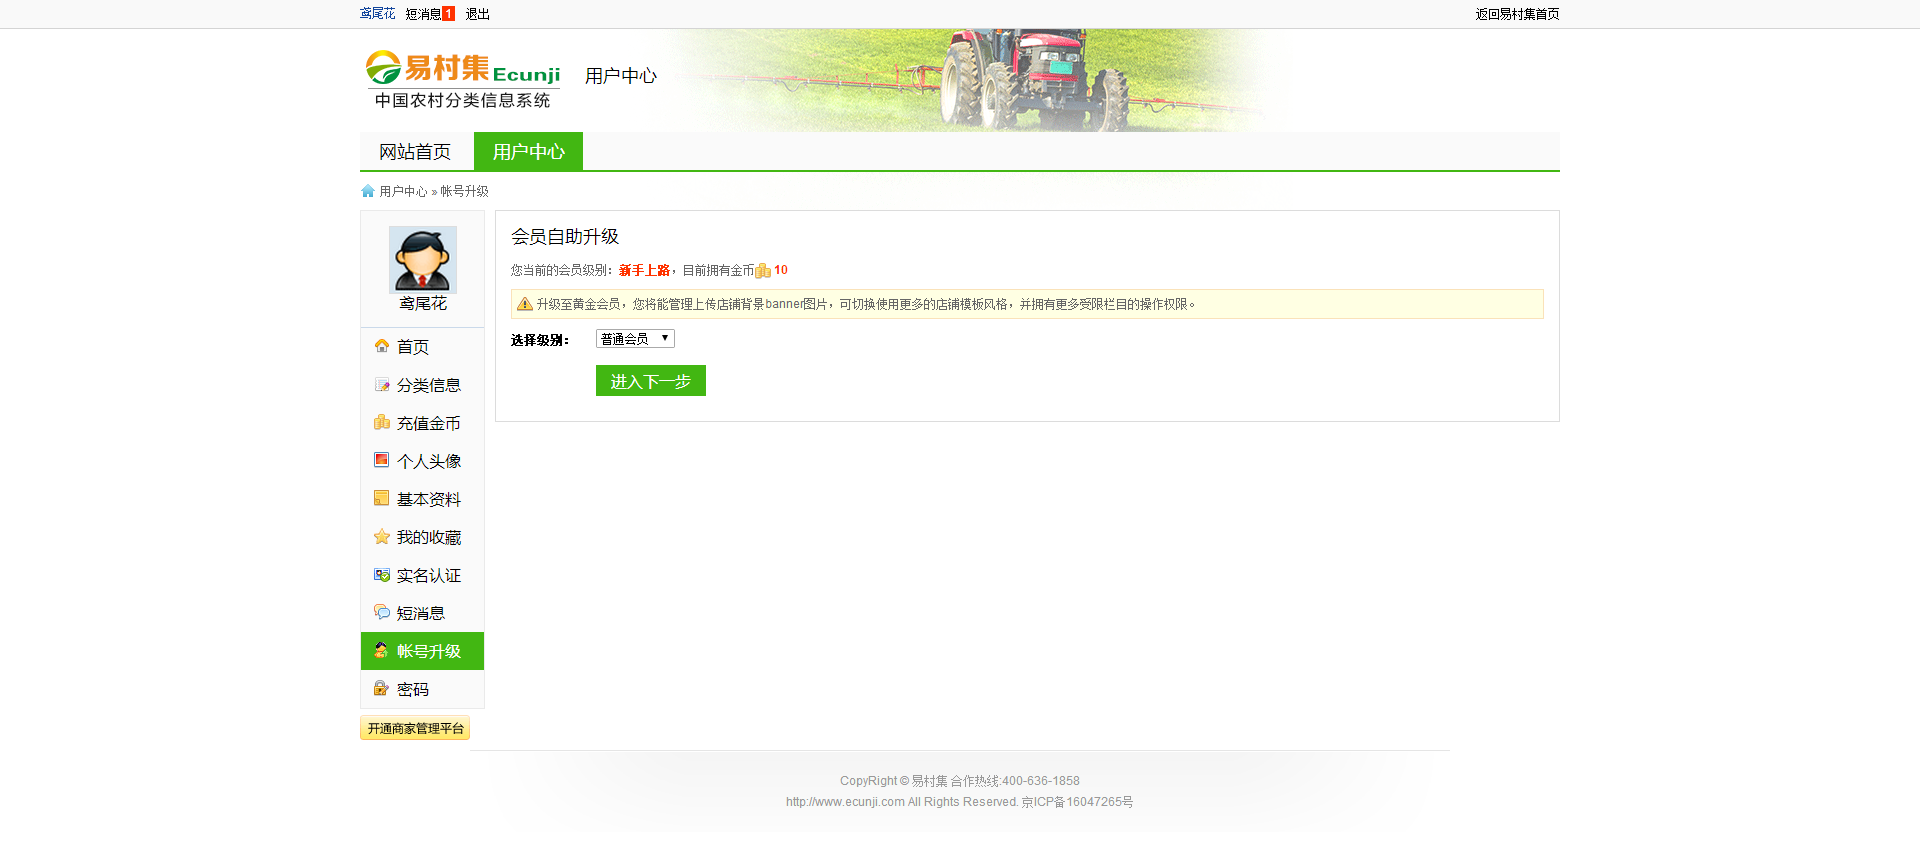 鸢尾花 短消息1 退出 返回易村集首页
易村集Ecunji
中国农村分类信息系统
用户中心
网站首页 用户中心
用户中心 » 帐号升级
鸢尾花
首页
分类信息
充值金币
个人头像
基本资料
我的收藏
实名认证
短消息
帐号升级
密码
开通商家管理平台
会员自助升级
您当前的会员级别：新手上路，目前拥有金币 10
升级至黄金会员，您将能管理上传店铺背景banner图片，可切换使用更多的店铺模板风格，并拥有更多受限栏目的操作权限。
选择级别： 普通会员
进入下一步
CopyRight © 易村集 合作热线:400-636-1858
http://www.ecunji.com All Rights Reserved. 京ICP备16047265号